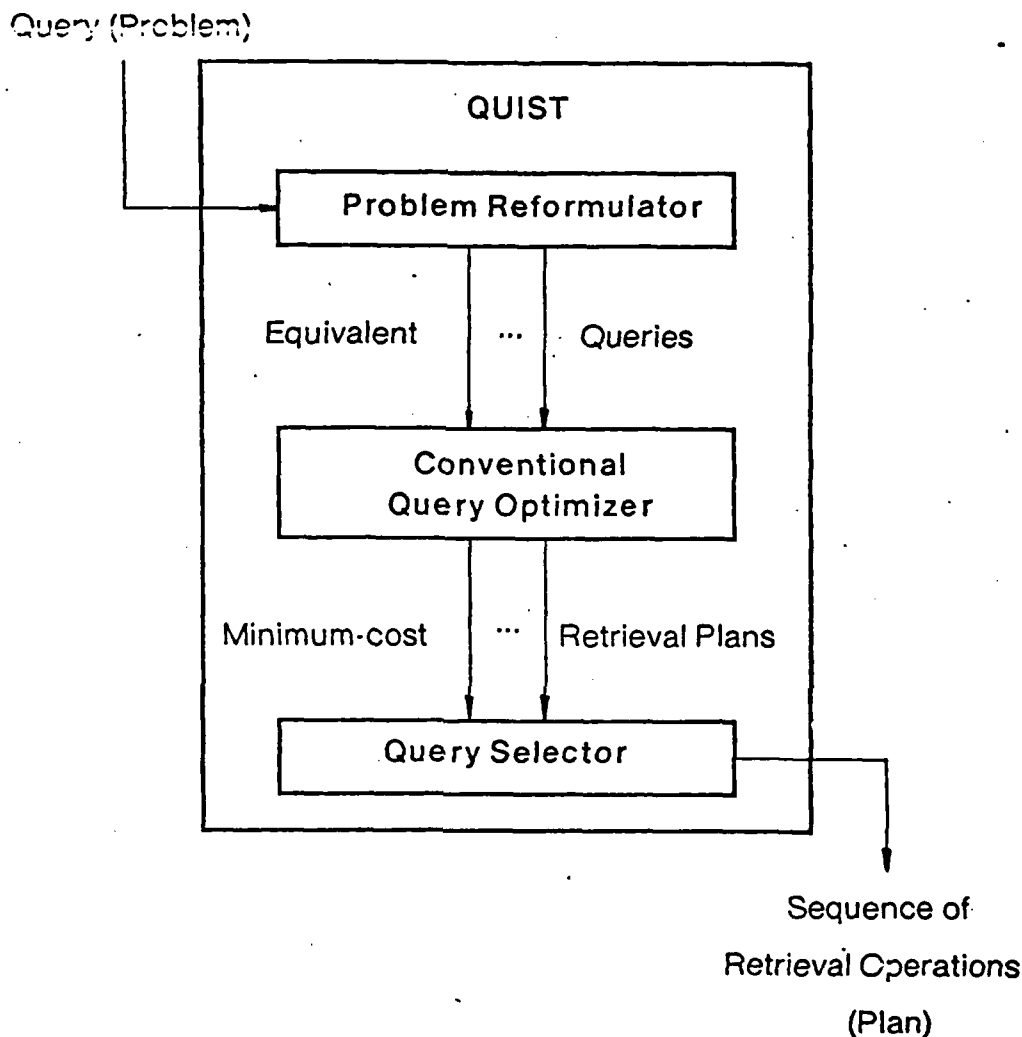 Query (Problem)
QUIST
Problem Reformulator
Equivalent ... Queries
Conventional
Query Optimizer
Minimum-cost ... Retrieval Plans
Query Selector
Sequence of
Retrieval Operations
(Plan)